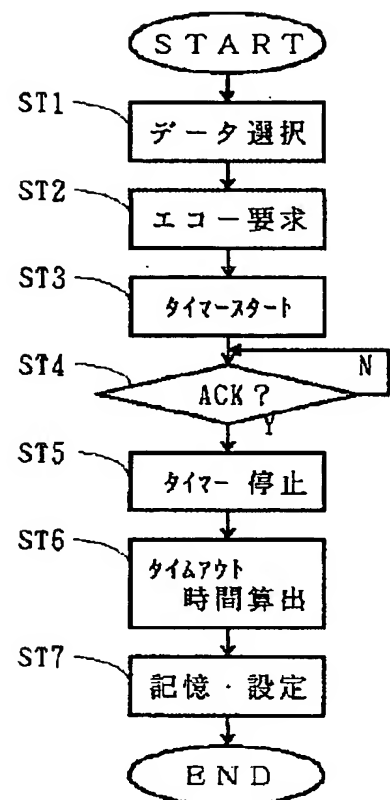 START
ST1
データ選択
ST2
エコー要求
ST3
タイマースタート
N
ST4
ACK?
Y
ST5
タイマー 停止
ST6
タイムアウト
時間算出
ST7
記憶・設定
END